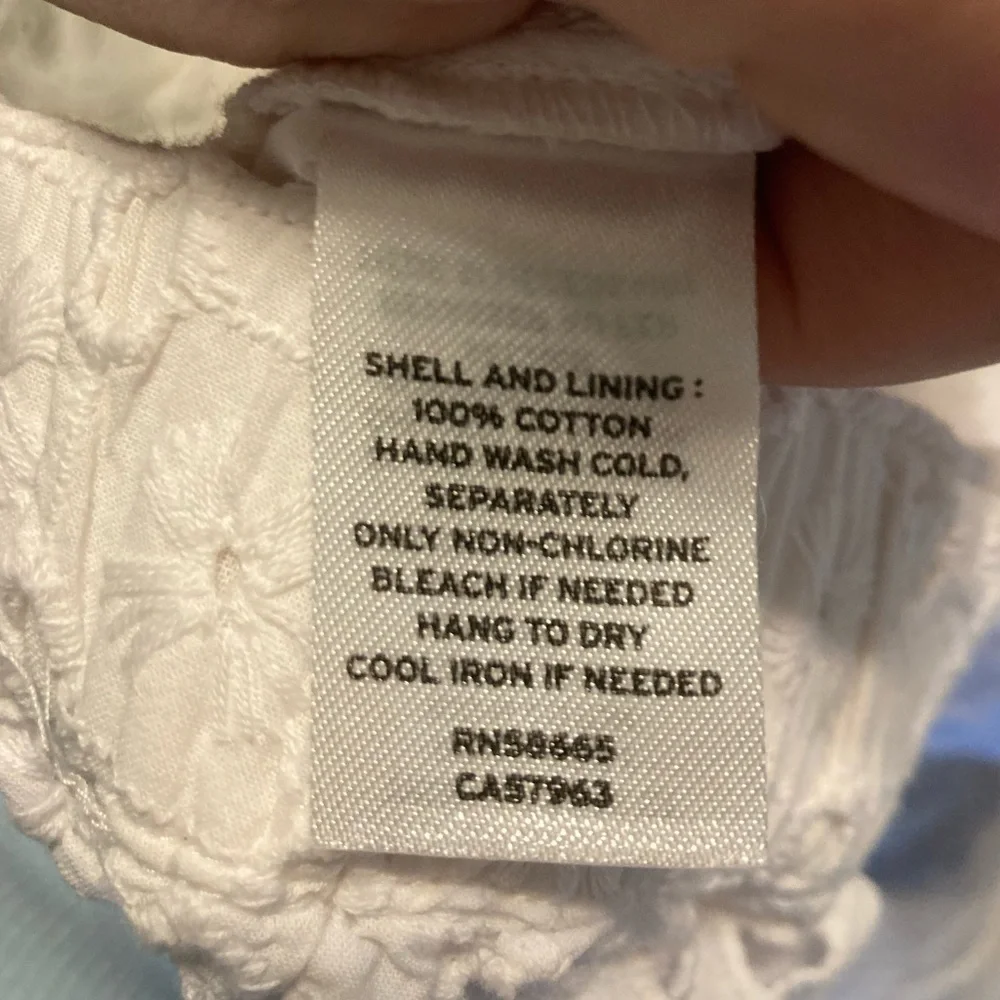 SHELL AND LINING :
100% COTTON
HAND WASH COLD,
SEPARATELY
ONLY NON-CHLORINE
BLEACH IF NEEDED
HANG TO DRY
COOL IRON IF NEEDED
RN58665
CA57963